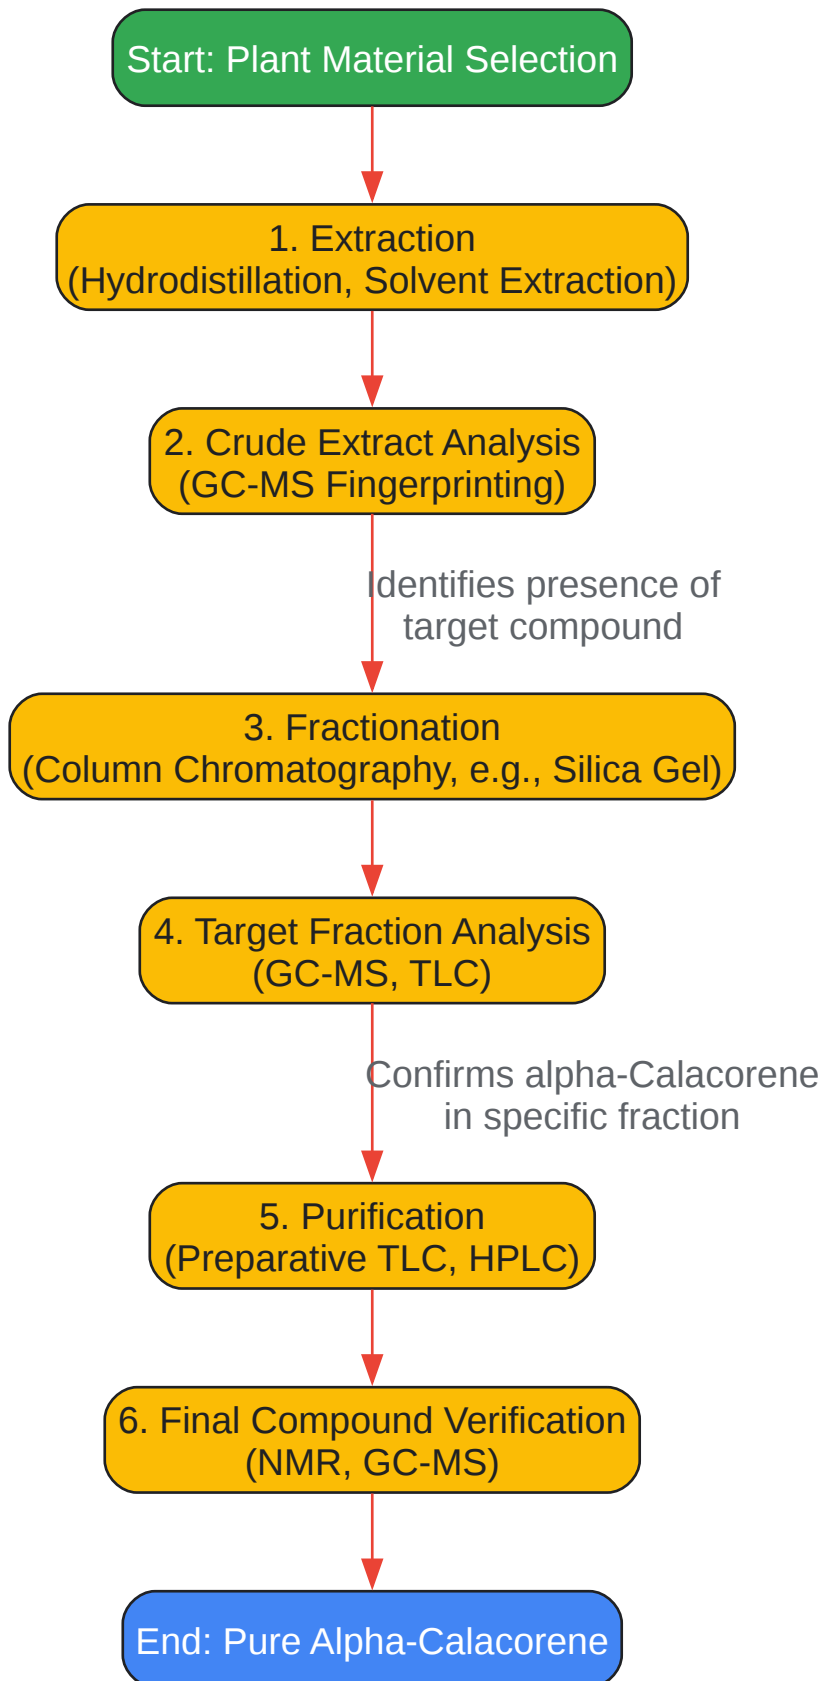 Start: Plant Material Selection
1. Extraction
(Hydrodistillation, Solvent Extraction)
2. Crude Extract Analysis
(GC-MS Fingerprinting)
Identifies presence of
target compound
3. Fractionation
(Column Chromatography, e.g., Silica Gel)
4. Target Fraction Analysis
(GC-MS, TLC)
Confirms alpha-Calacorene
in specific fraction
5. Purification
(Preparative TLC, HPLC)
6. Final Compound Verification
(NMR, GC-MS)
End: Pure Alpha-Calacorene